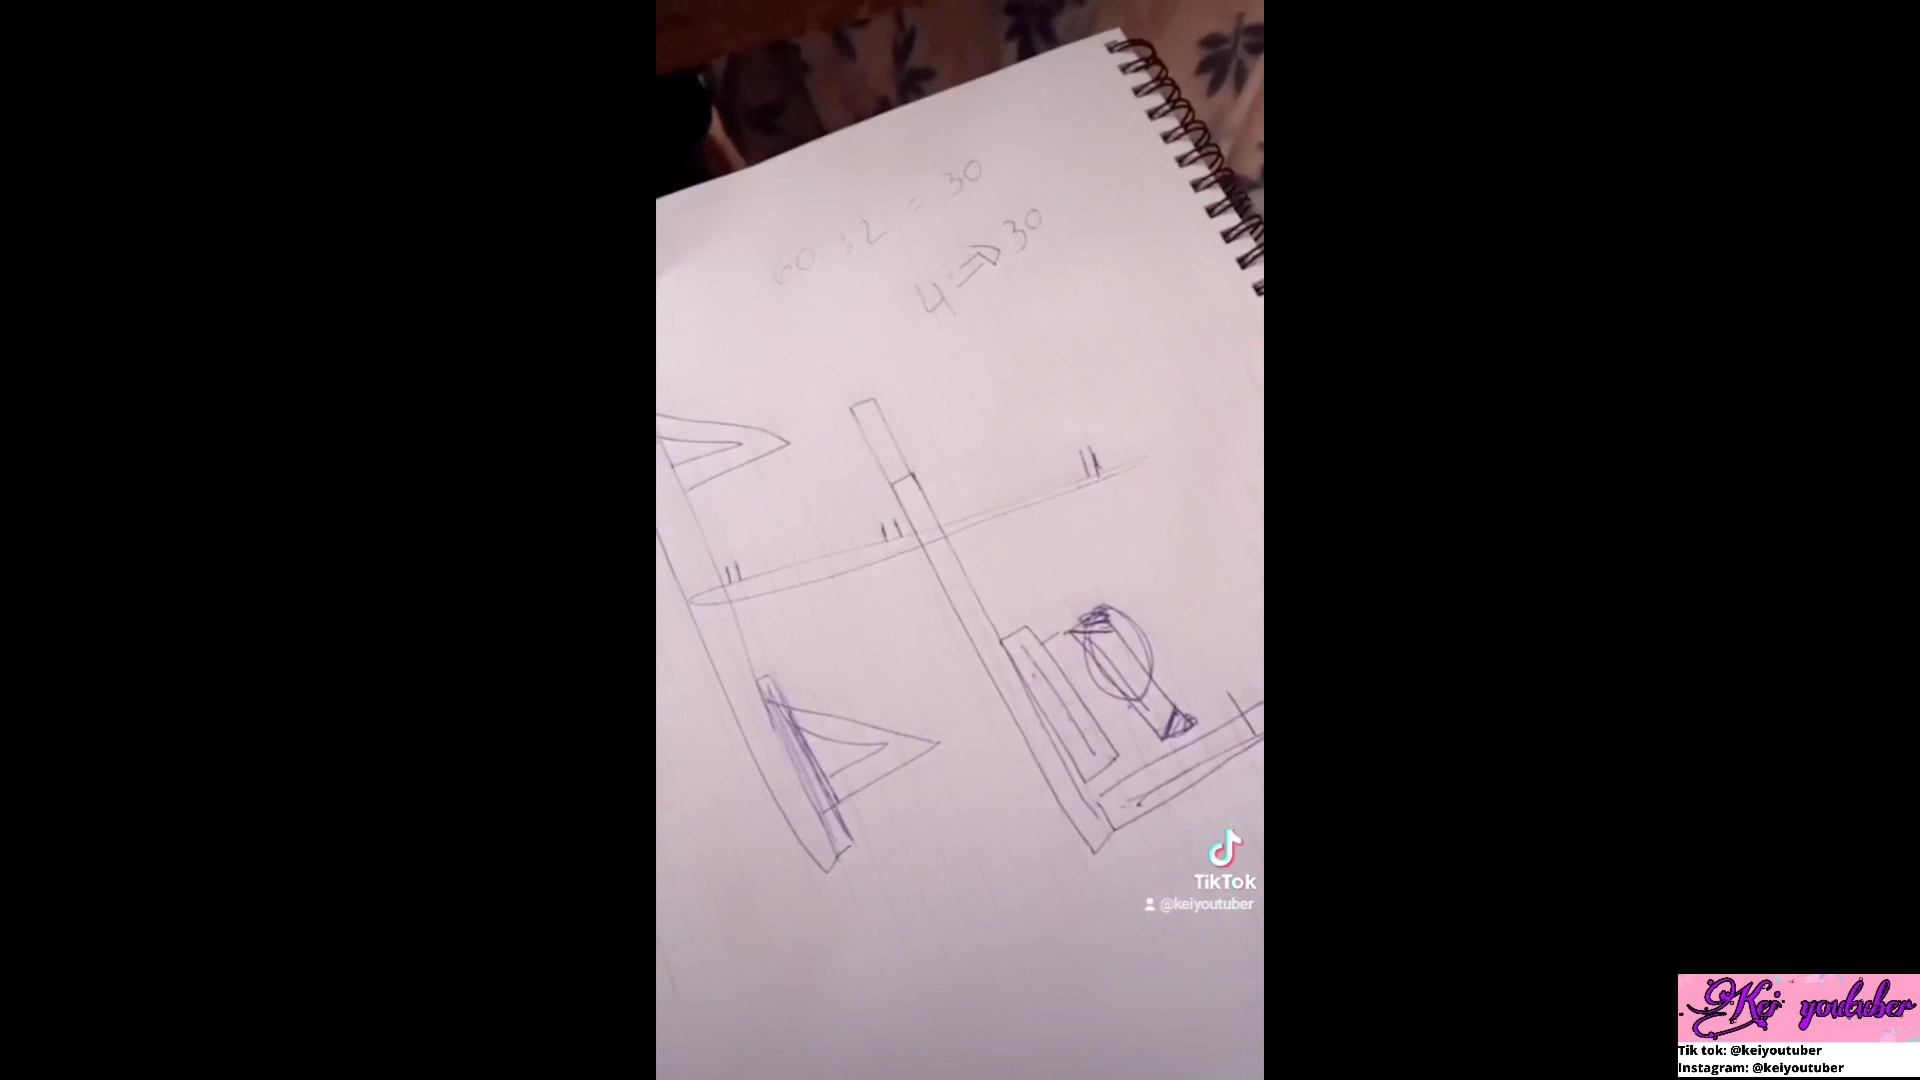 60 : 2 = 30
4 ⇒ 30
TikTok
@keiyoutuber
Kei youtuber
Tik tok: @keiyoutuber
Instagram: @keiyoutuber